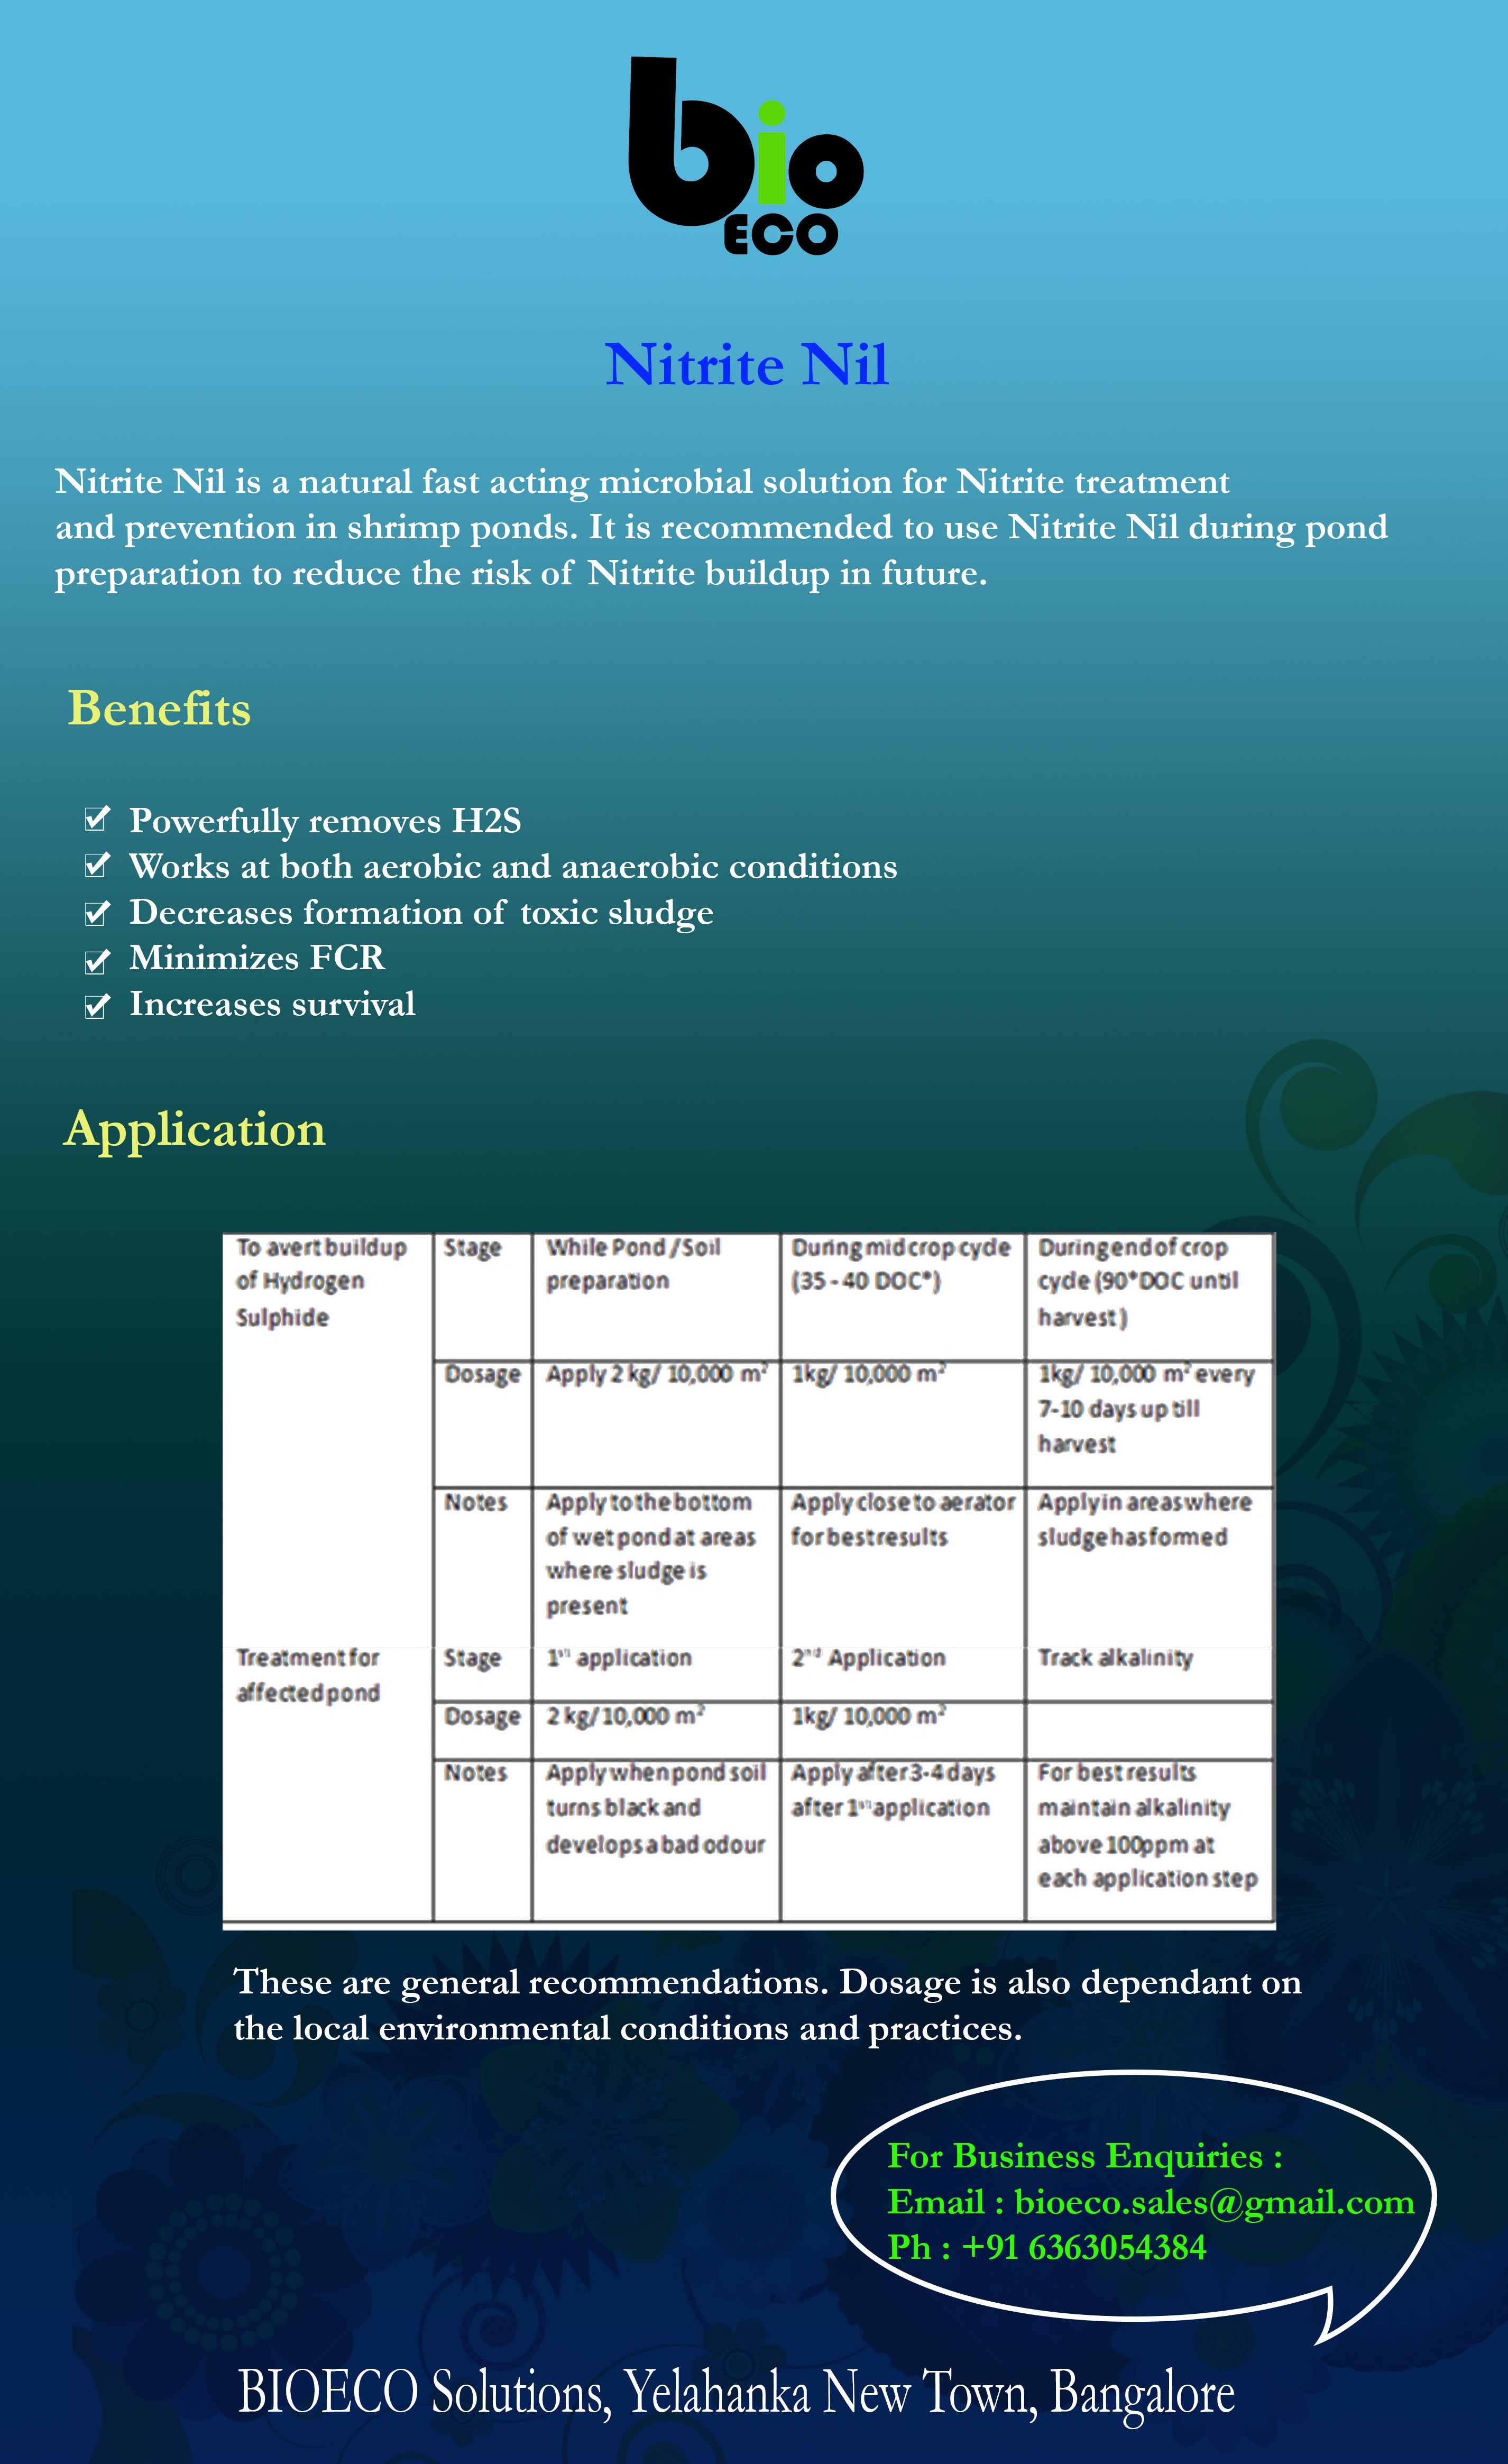 bio
ECO
Nitrite Nil
Nitrite Nil is a natural fast acting microbial solution for Nitrite treatment
and prevention in shrimp ponds. It is recommended to use Nitrite Nil during pond
preparation to reduce the risk of Nitrite buildup in future.
Benefits
Powerfully removes H2S
Works at both aerobic and anaerobic conditions
Decreases formation of toxic sludge
Minimizes FCR
Increases survival
Application
To avert buildup
of Hydrogen
Sulphide
Stage
While Pond / Soil
preparation
During mid crop cycle
(35 - 40 DOC*)
During end of crop
cycle (90*DOC until
harvest )
Dosage
Apply 2 kg/ 10,000 m²
1kg/ 10,000 m²
1kg/ 10,000 m² every
7-10 days up till
harvest
Notes
Apply to the bottom
of wet pond at areas
where sludge is
present
Apply close to aerator
for best results
Apply in areas where
sludge has formed
Treatment for
affected pond
Stage
1st application
2nd Application
Track alkalinity
Dosage
2 kg/ 10,000 m²
1kg/ 10,000 m²
Notes
Apply when pond soil
turns black and
develops a bad odour
Apply after 3-4 days
after 1st application
For best results
maintain alkalinity
above 100ppm at
each application step
These are general recommendations. Dosage is also dependant on
the local environmental conditions and practices.
For Business Enquiries :
Email : bioeco.sales@gmail.com
Ph : +91 6363054384
BIOECO Solutions, Yelahanka New Town, Bangalore